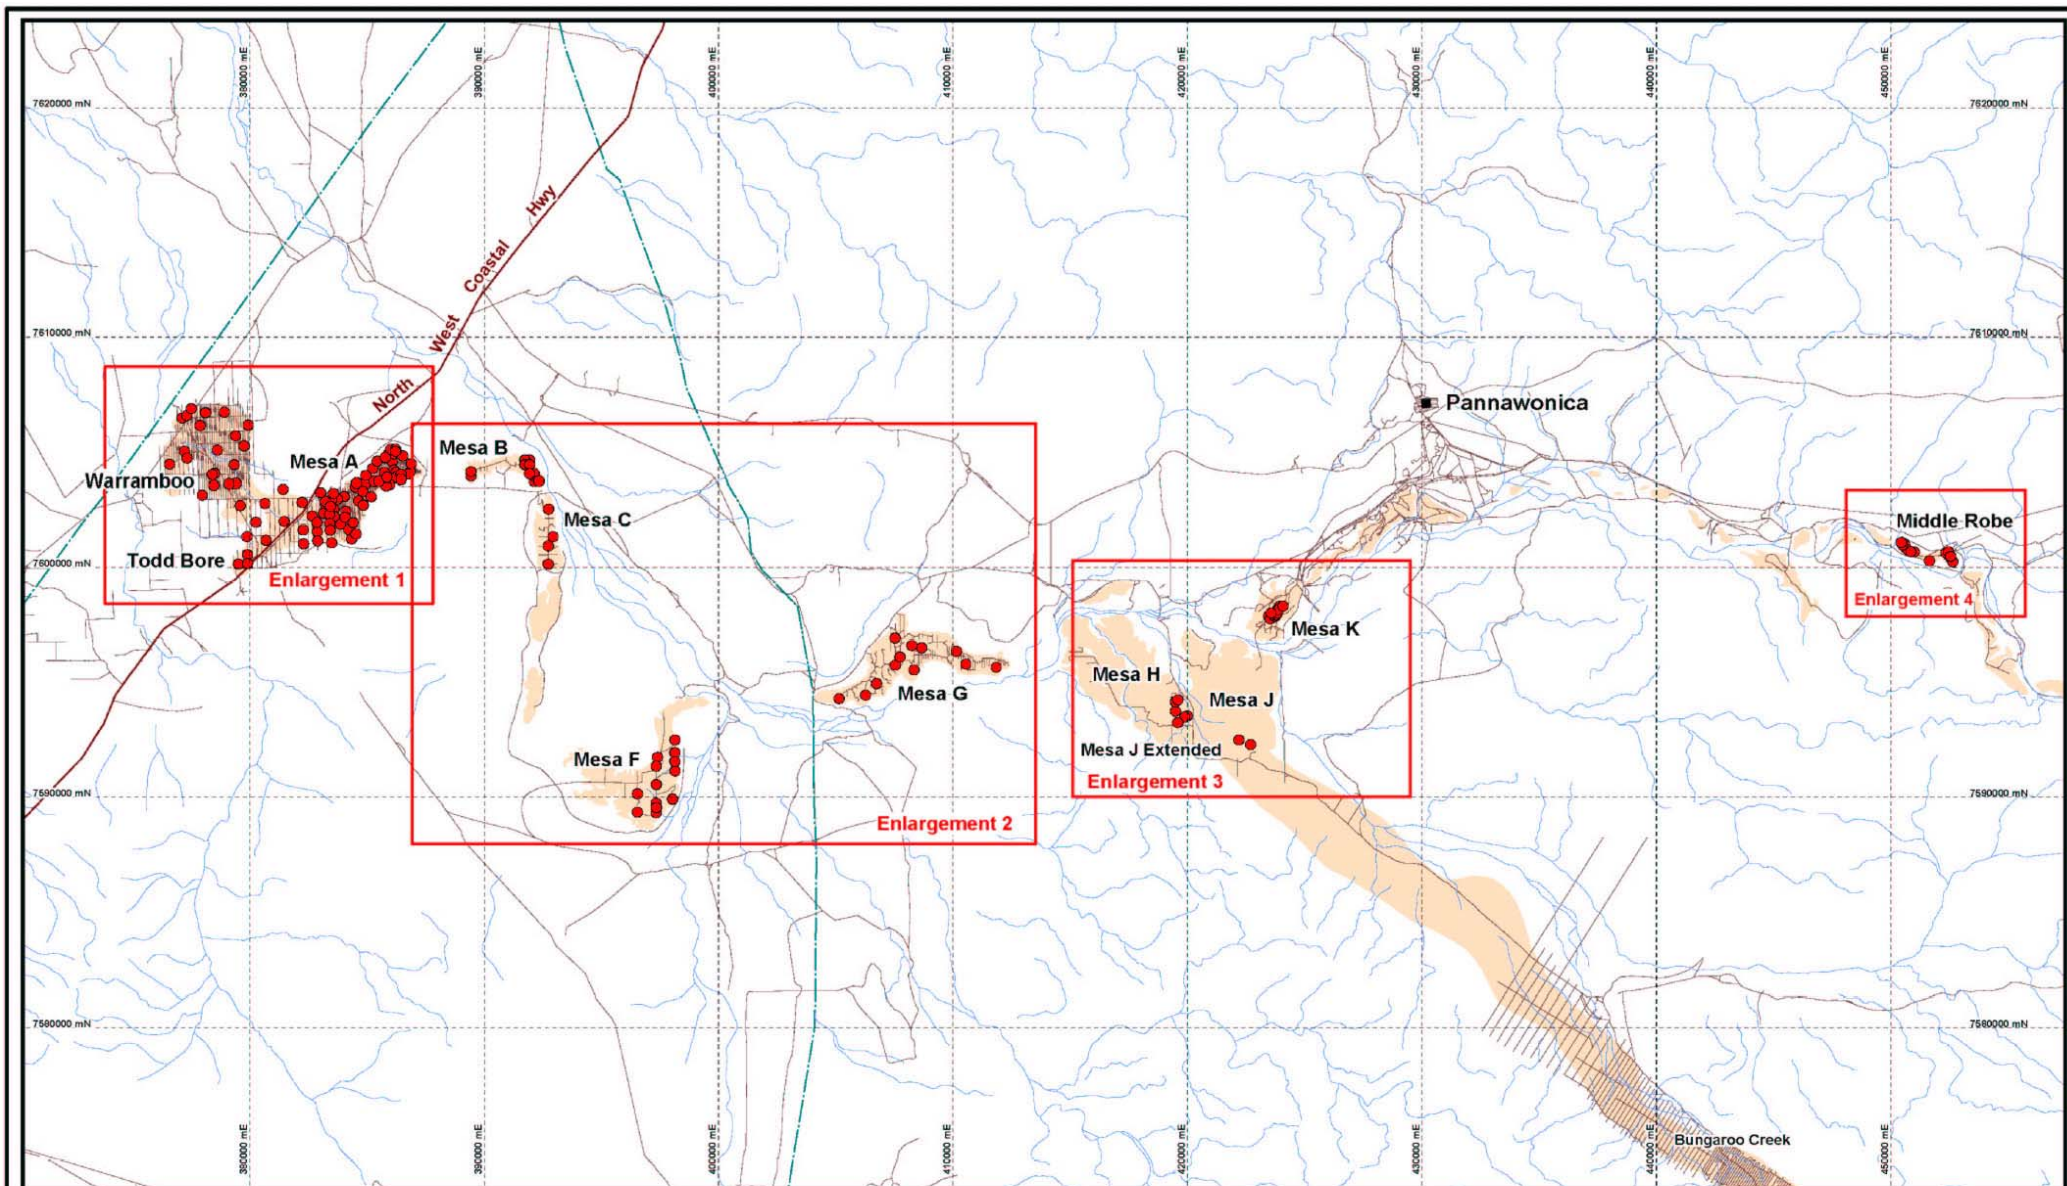 380000 mE
390000 mE
400000 mE
410000 mE
420000 mE
430000 mE
440000 mE
450000 mE
7620000 mN
7620000 mN
North West Coastal Hwy
7610000 mN
7610000 mN
Pannawonica
Mesa B
Mesa A
Warramboo
Mesa C
Middle Robe
Todd Bore
7600000 mN
7600000 mN
Enlargement 1
Enlargement 4
Mesa K
Mesa H
Mesa G
Mesa J
Mesa J Extended
Mesa F
Enlargement 3
7590000 mN
7590000 mN
Enlargement 2
7580000 mN
7580000 mN
Bungaroo Creek
380000 mE
390000 mE
400000 mE
410000 mE
420000 mE
430000 mE
440000 mE
450000 mE